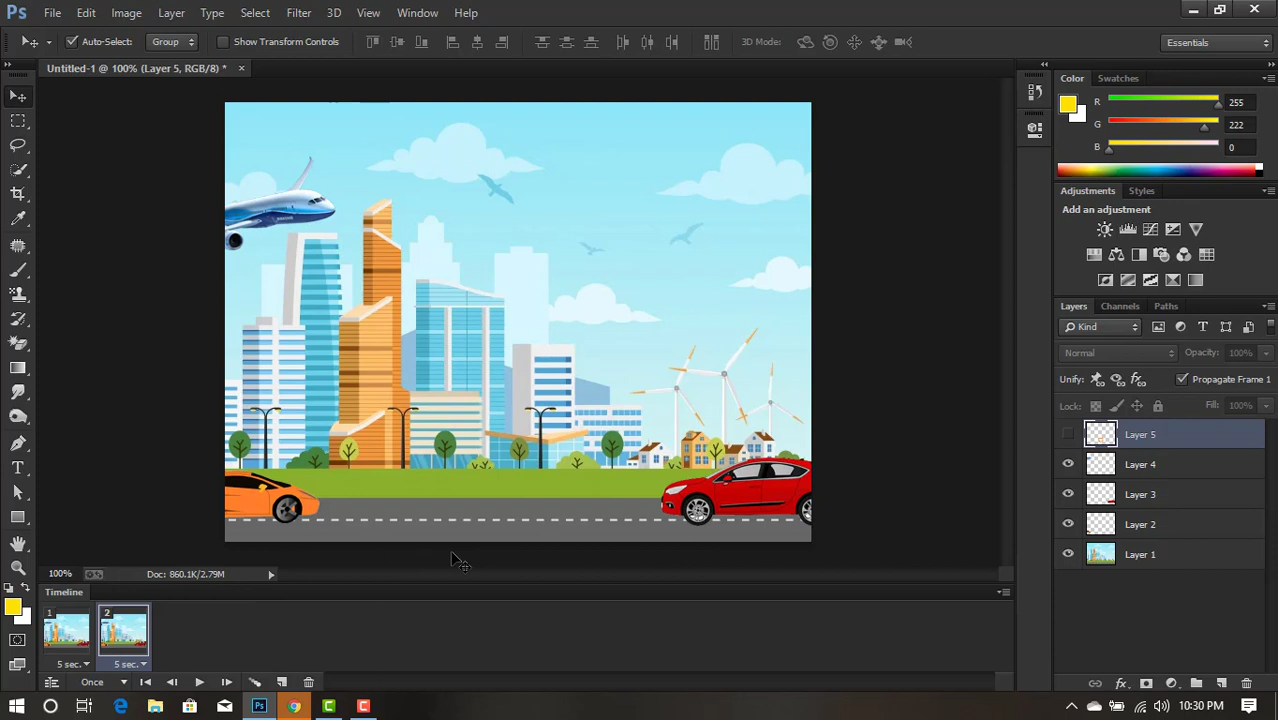 Ps File Edit Image Layer Type Select Filter 3D View Window Help
Auto-Select: Group Show Transform Controls 3D Mode: Essentials
Untitled-1 @ 100% (Layer 5, RGB/8) *
Color Swatches
R 255
G 222
B 0
Adjustments Styles
Add an adjustment
Layers Channels Paths
Kind
Normal Opacity: 100%
Unify: Propagate Frame 1
Lock: Fill: 100%
Layer 5
Layer 4
Layer 3
Layer 2
Layer 1
100% Doc: 860.1K/2.79M
Timeline
1 2
5 sec. 5 sec.
Once
10:30 PM